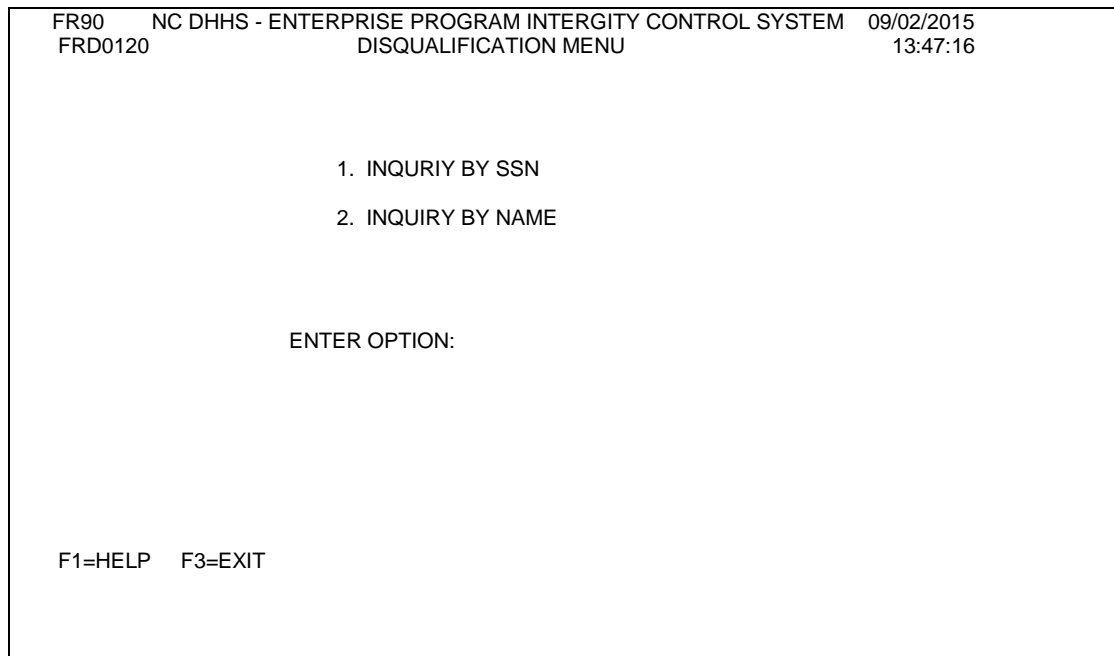 FR90 NC DHHS - ENTERPRISE PROGRAM INTERGITY CONTROL SYSTEM 09/02/2015
FRD0120 DISQUALIFICATION MENU 13:47:16
1. INQURIY BY SSN
2. INQUIRY BY NAME
ENTER OPTION:
F1=HELP F3=EXIT